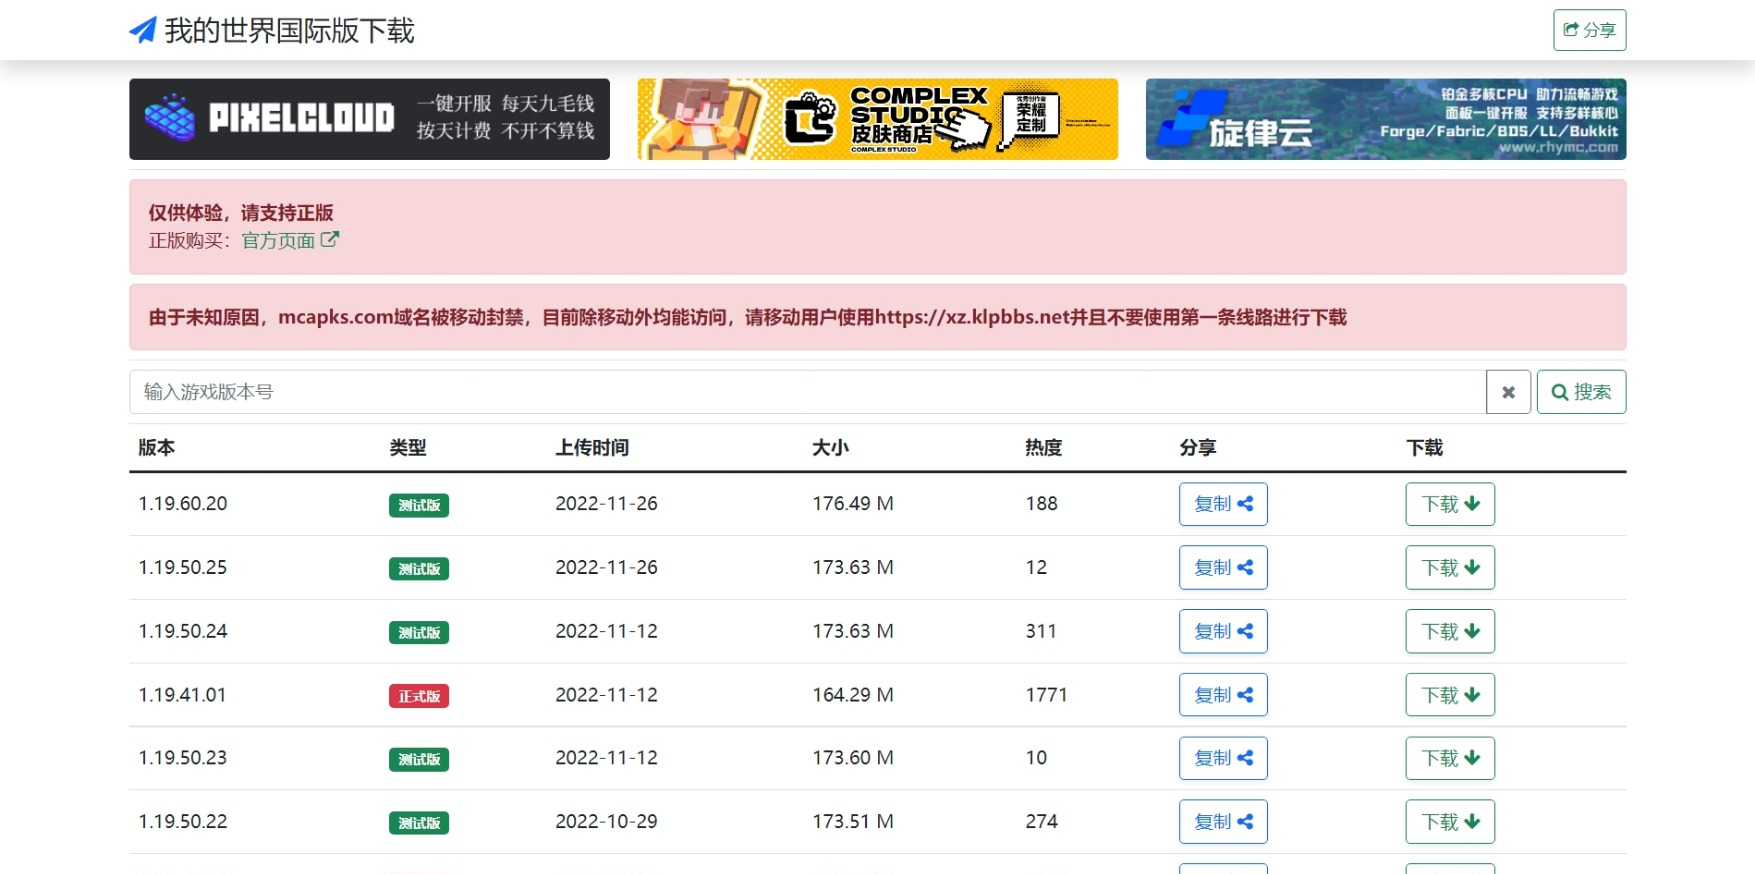 我的世界国际版下载
分享
PIXELCLOUD
一键开服 每天九毛钱
按天计费 不开不算钱
COMPLEX
STUDIO
皮肤商店
COMPLEX STUDIO
优秀创作者
荣耀
定制
旋律云
铂金多核CPU 助力流畅游戏
面板一键开服 支持多样核心
Forge/Fabric/BDS/LL/Bukkit
www.rhymc.com
仅供体验，请支持正版
正版购买：官方页面
由于未知原因，mcapks.com域名被移动封禁，目前除移动外均能访问，请移动用户使用https://xz.klpbbs.net并且不要使用第一条线路进行下载
输入游戏版本号
搜索
版本 类型 上传时间 大小 热度 分享 下载
1.19.60.20 测试版 2022-11-26 176.49 M 188 复制 下载
1.19.50.25 测试版 2022-11-26 173.63 M 12 复制 下载
1.19.50.24 测试版 2022-11-12 173.63 M 311 复制 下载
1.19.41.01 正式版 2022-11-12 164.29 M 1771 复制 下载
1.19.50.23 测试版 2022-11-12 173.60 M 10 复制 下载
1.19.50.22 测试版 2022-10-29 173.51 M 274 复制 下载